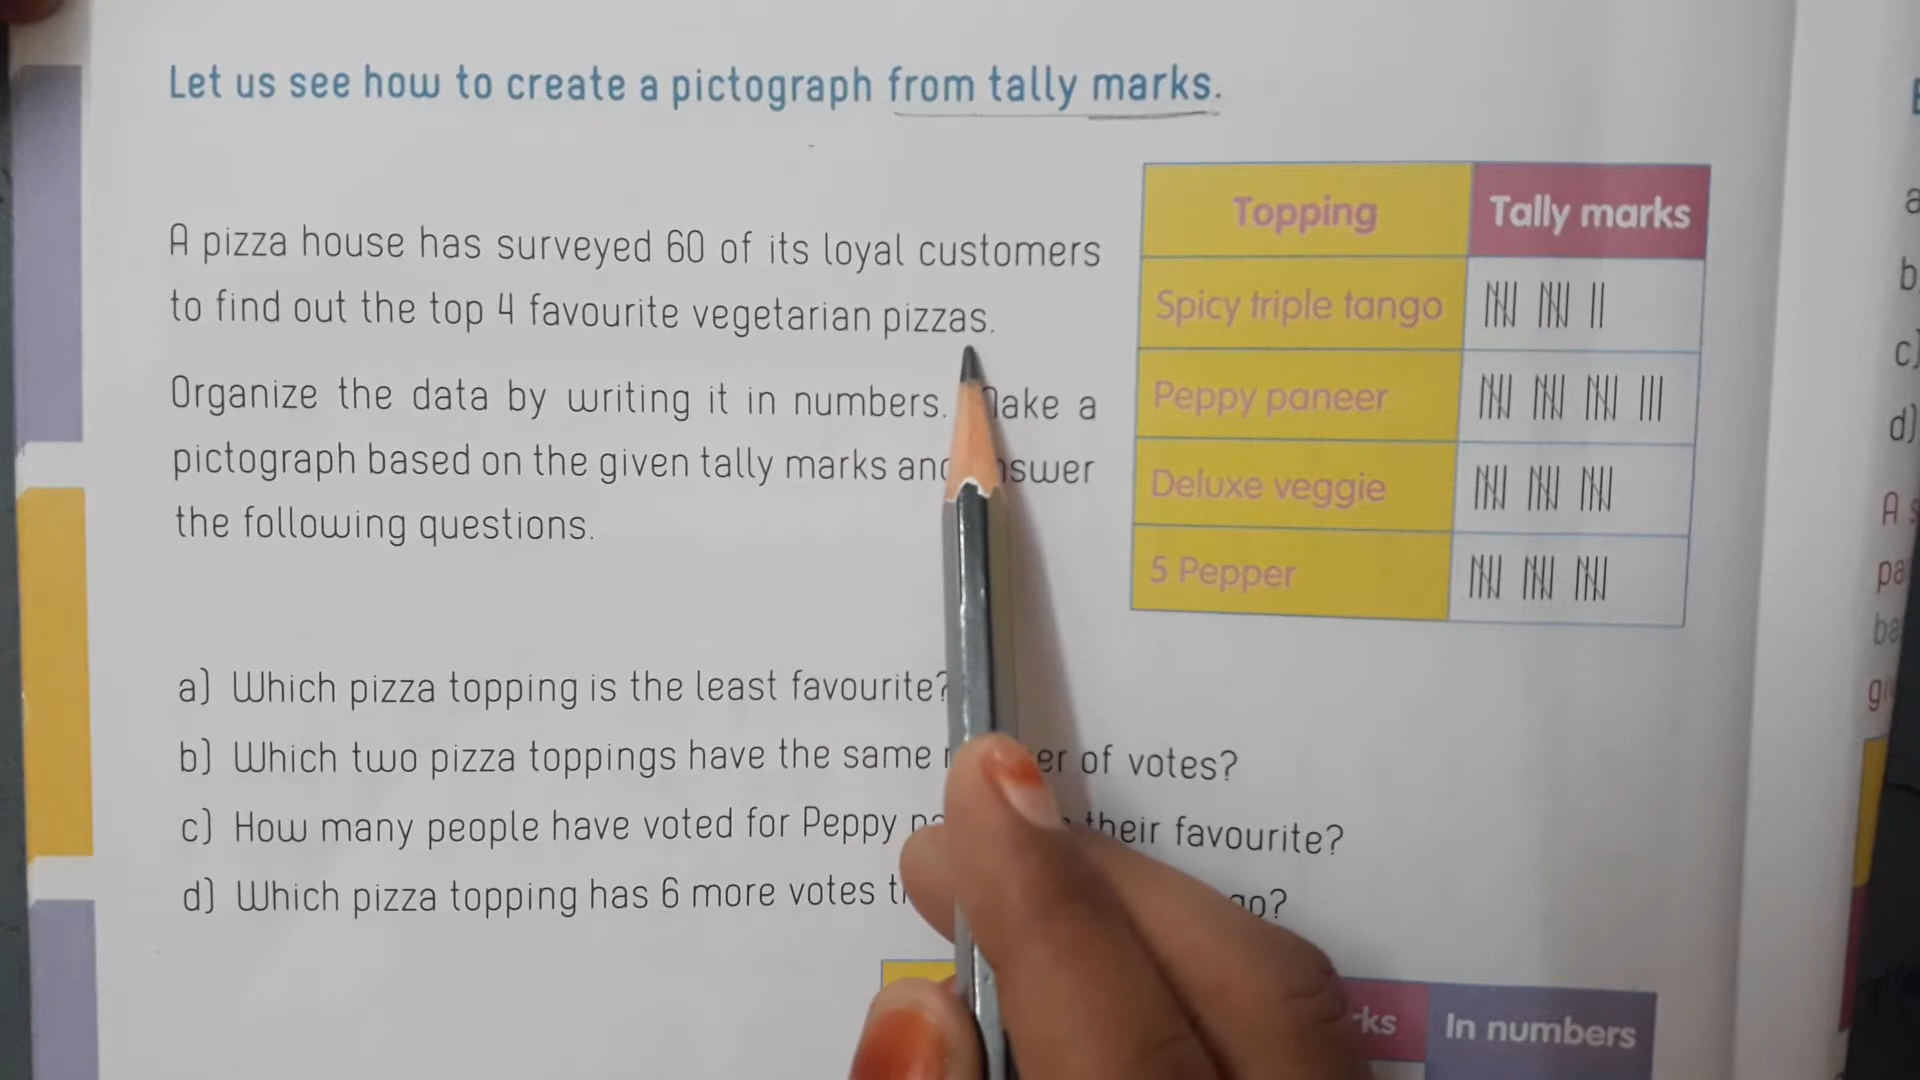 Let us see how to create a pictograph from tally marks.
A pizza house has surveyed 60 of its loyal customers
to find out the top 4 favourite vegetarian pizzas.
Organize the data by writing it in numbers. Make a
pictograph based on the given tally marks and answer
the following questions.
Topping Tally marks
Spicy triple tango
Peppy paneer
Deluxe veggie
5 Pepper
a) Which pizza topping is the least favourite?
b) Which two pizza toppings have the same of votes?
c) How many people have voted for Peppy their favourite?
d) Which pizza topping has 6 more votes
In numbers